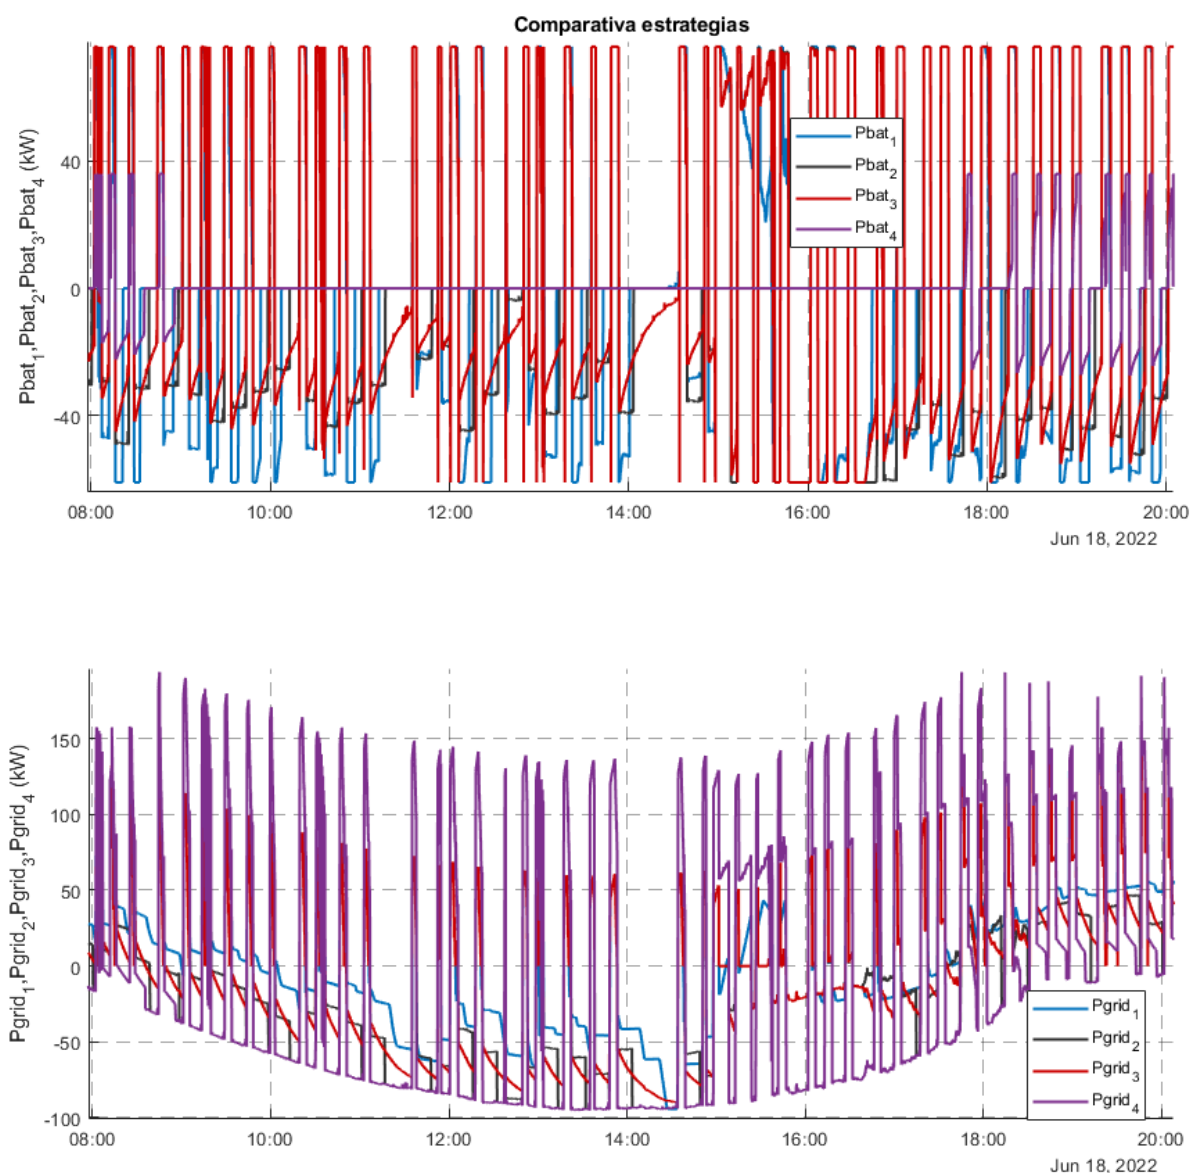 Comparativa estrategias
Pbat1,Pbat2,Pbat3,Pbat4 (kW)
40
0
-40
Pbat1
Pbat2
Pbat3
Pbat4
08:00 10:00 12:00 14:00 16:00 18:00 20:00
Jun 18, 2022
Pgrid1,Pgrid2,Pgrid3,Pgrid4 (kW)
150
100
50
0
-50
-100
Pgrid1
Pgrid2
Pgrid3
Pgrid4
08:00 10:00 12:00 14:00 16:00 18:00 20:00
Jun 18, 2022